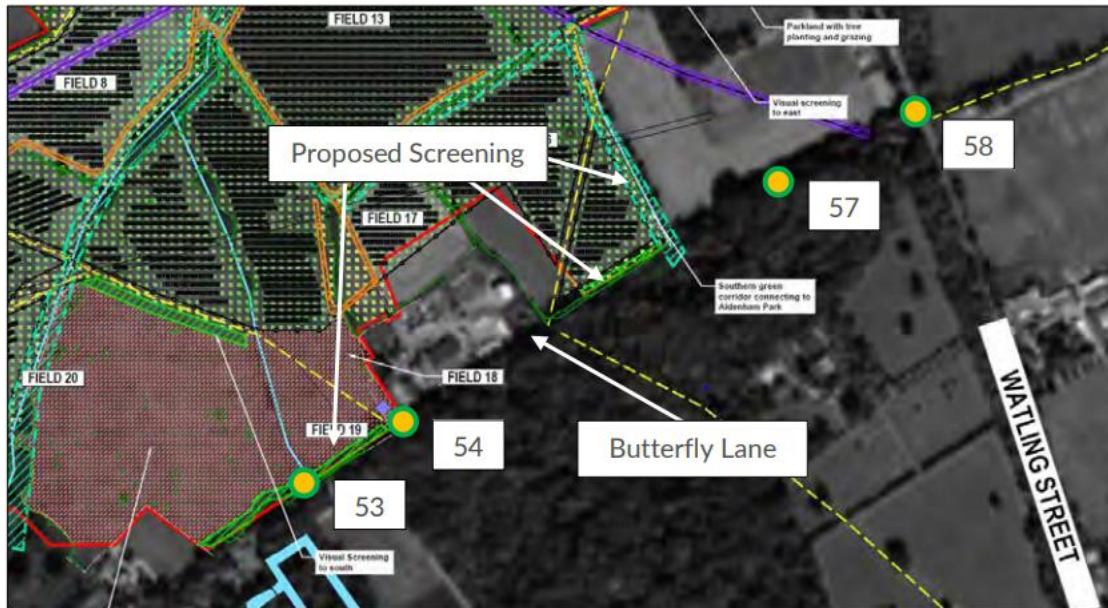 FIELD 13
Parkland with tree
planting and grazing
FIELD 8
Visual screening
to east
Proposed Screening
58
57
FIELD 17
Southern green
corridor connecting to
Aldenham Park
FIELD 20
FIELD 18
FIELD 19
54
Butterfly Lane
WATLING STREET
53
Visual Screening
to south